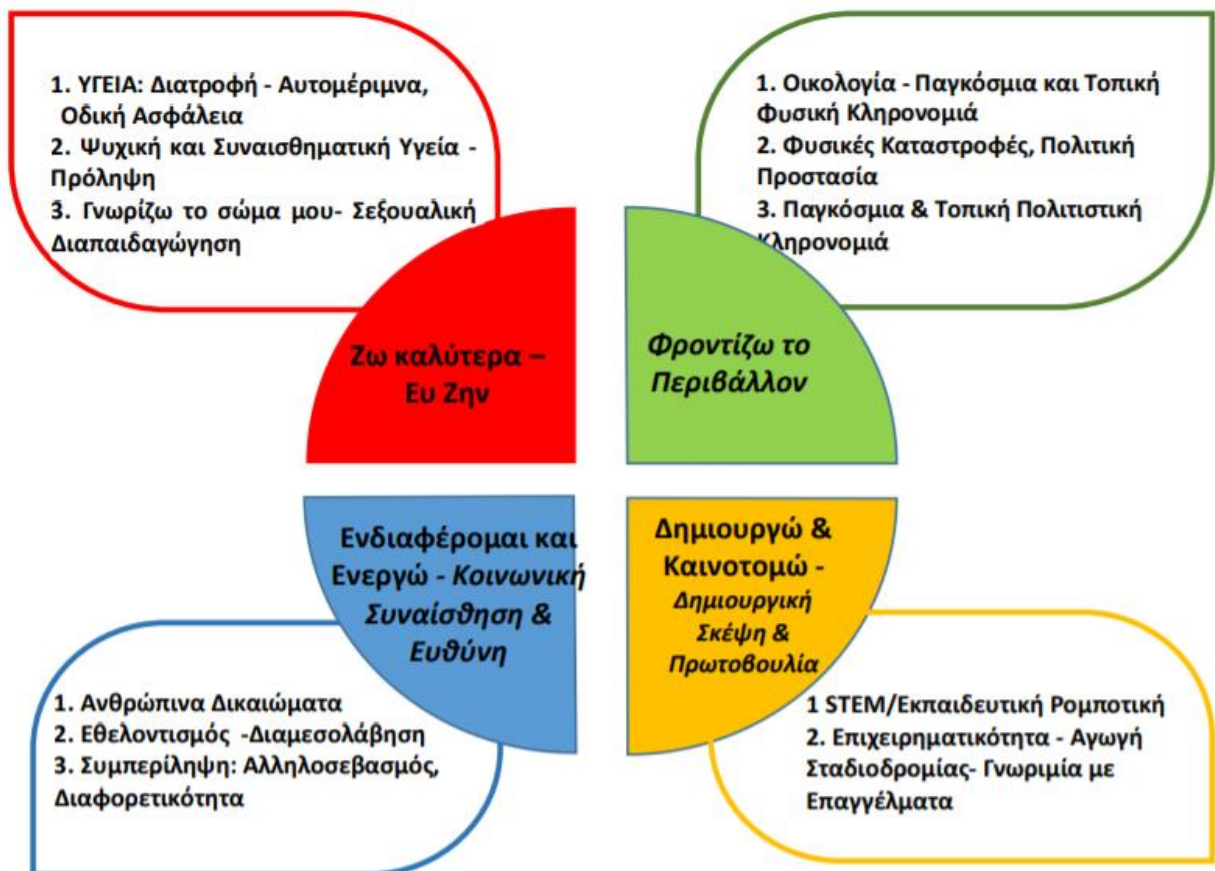 1. ΥΓΕΙΑ: Διατροφή - Αυτομέριμνα,
Οδική Ασφάλεια
2. Ψυχική και Συναισθηματική Υγεία -
Πρόληψη
3. Γνωρίζω το σώμα μου- Σεξουαλική
Διαπαιδαγώγηση
1. Οικολογία - Παγκόσμια και Τοπική
Φυσική Κληρονομιά
2. Φυσικές Καταστροφές, Πολιτική
Προστασία
3. Παγκόσμια & Τοπική Πολιτιστική
Κληρονομιά
Ζω καλύτερα –
Ευ Ζην
Φροντίζω το
Περιβάλλον
Ενδιαφέρομαι και
Ενεργώ - Κοινωνική
Συναίσθηση &
Ευθύνη
Δημιουργώ &
Καινοτομώ -
Δημιουργική
Σκέψη &
Πρωτοβουλία
1. Ανθρώπινα Δικαιώματα
2. Εθελοντισμός -Διαμεσολάβηση
3. Συμπερίληψη: Αλληλοσεβασμός,
Διαφορετικότητα
1 STEM/Εκπαιδευτική Ρομποτική
2. Επιχειρηματικότητα - Αγωγή
Σταδιοδρομίας- Γνωριμία με
Επαγγέλματα